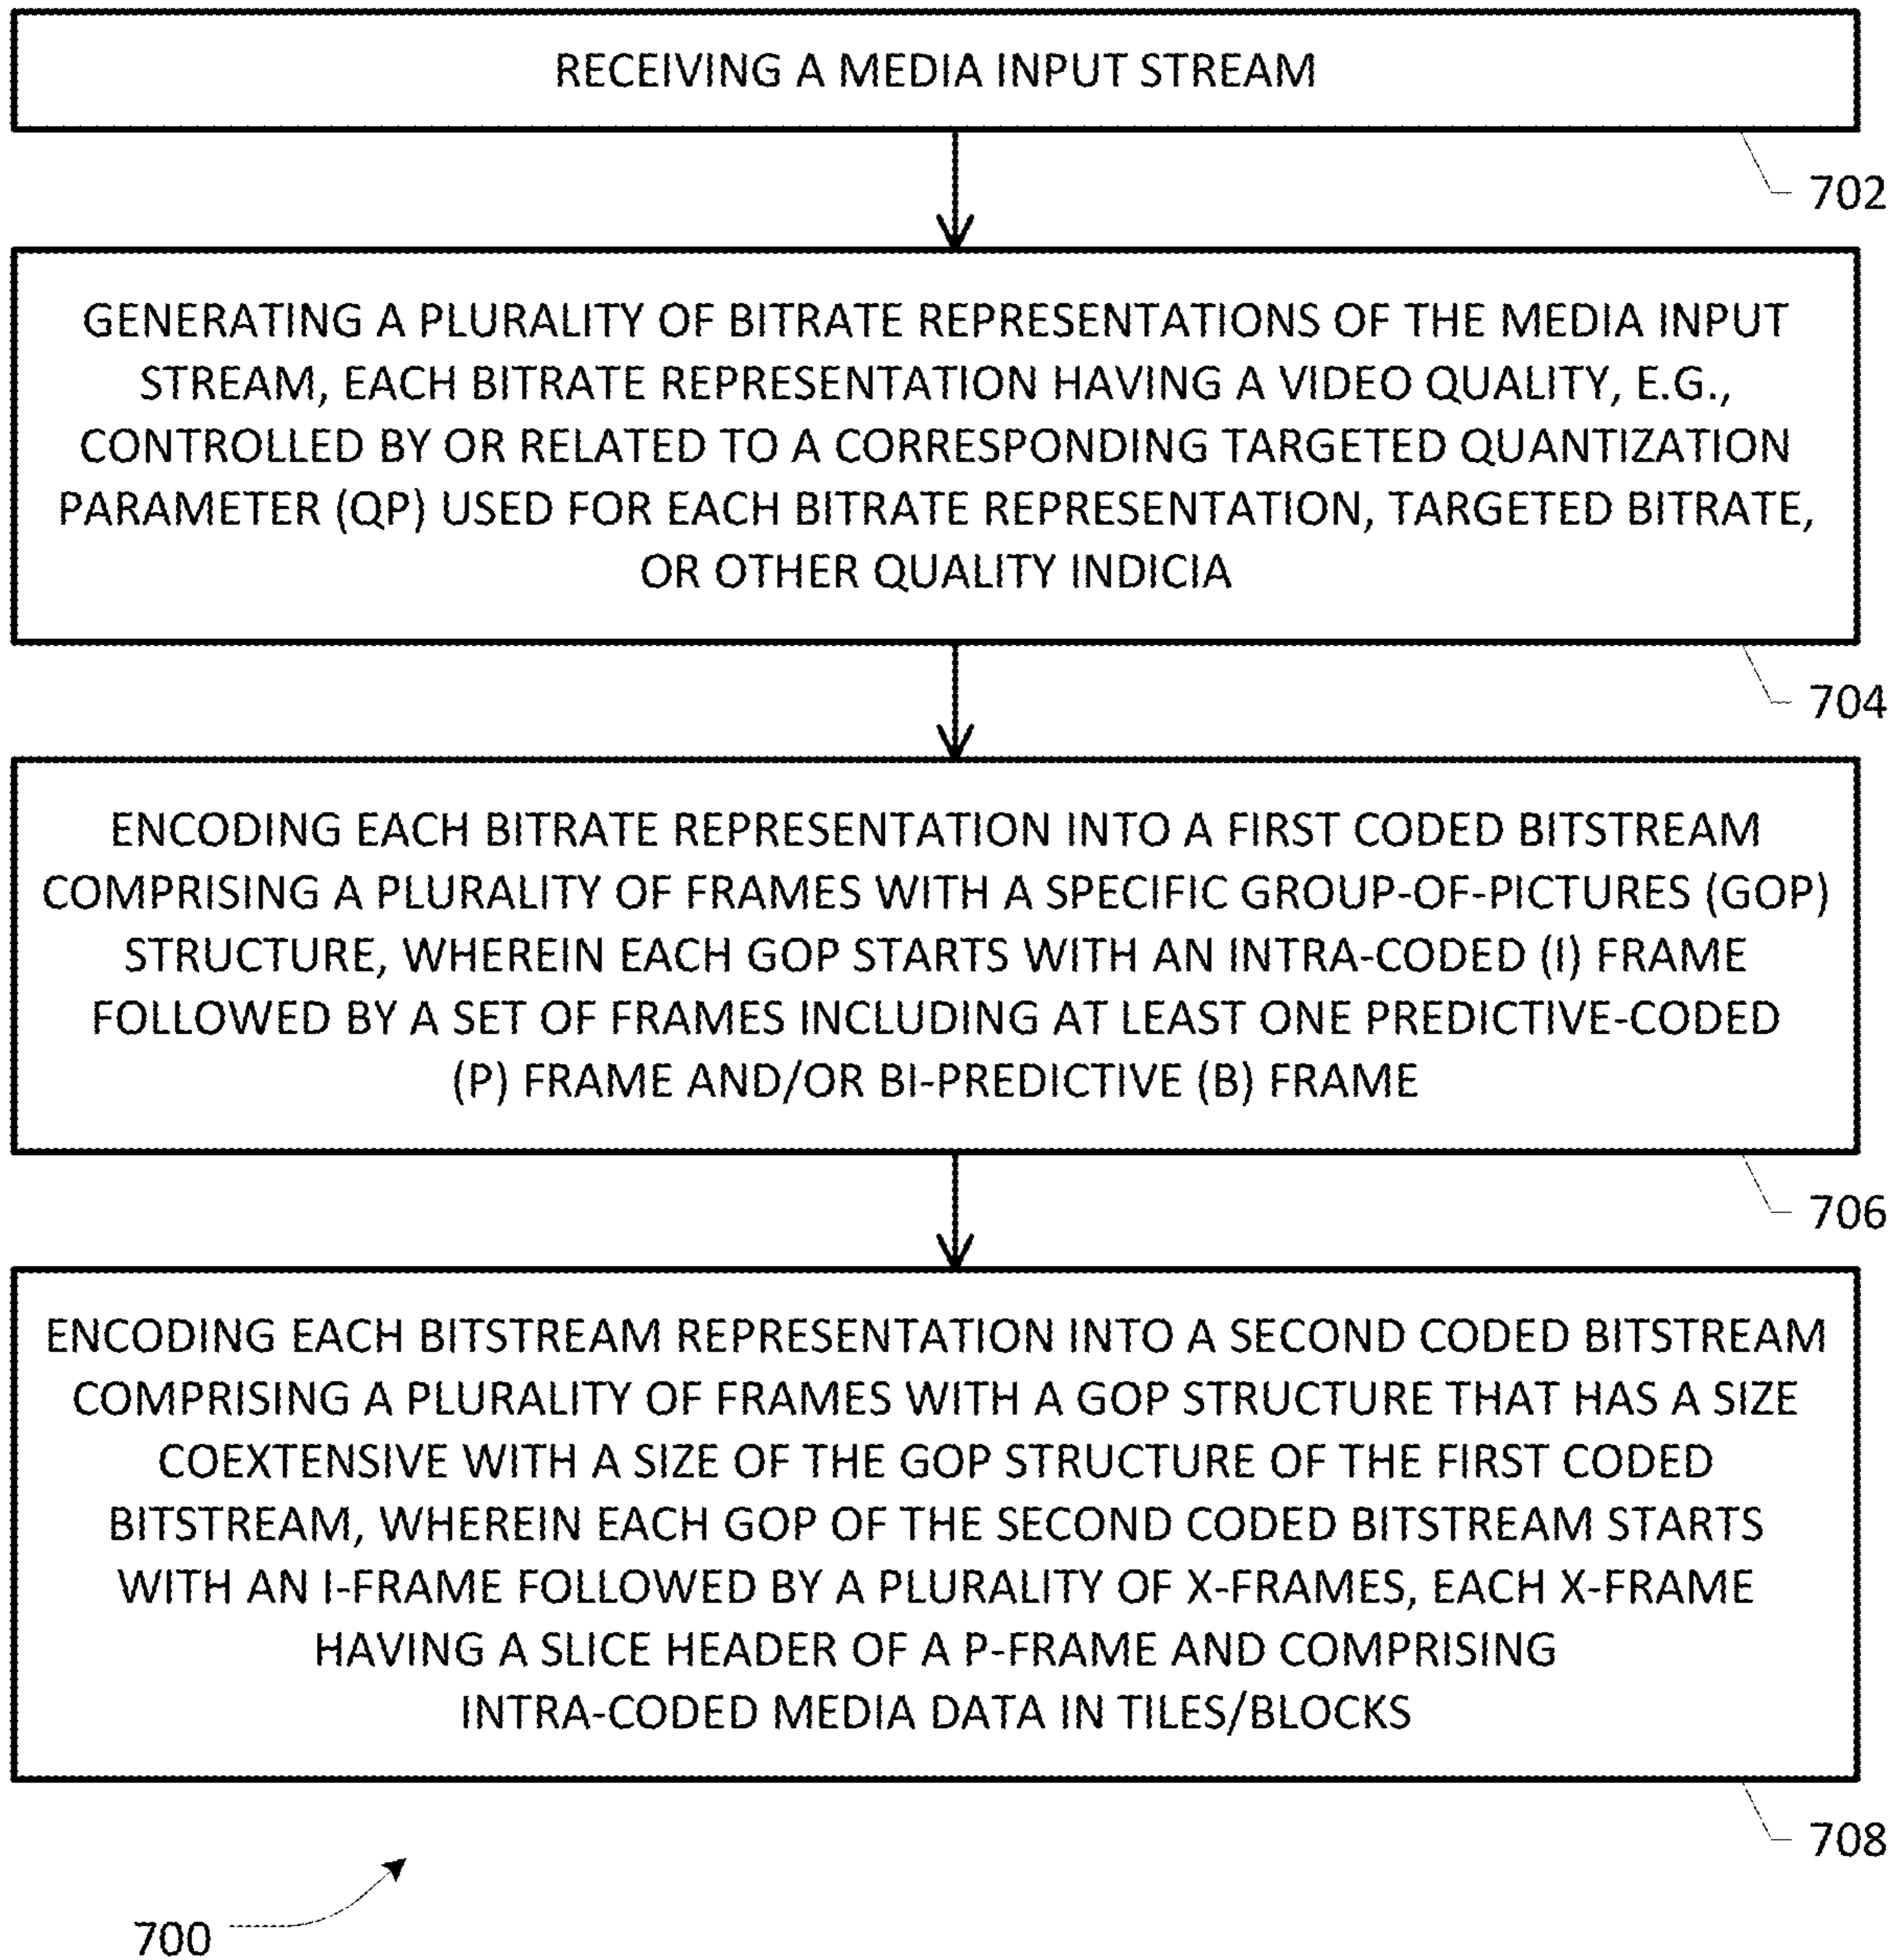 RECEIVING A MEDIA INPUT STREAM
702
GENERATING A PLURALITY OF BITRATE REPRESENTATIONS OF THE MEDIA INPUT
STREAM, EACH BITRATE REPRESENTATION HAVING A VIDEO QUALITY, E.G.,
CONTROLLED BY OR RELATED TO A CORRESPONDING TARGETED QUANTIZATION
PARAMETER (QP) USED FOR EACH BITRATE REPRESENTATION, TARGETED BITRATE,
OR OTHER QUALITY INDICIA
704
ENCODING EACH BITRATE REPRESENTATION INTO A FIRST CODED BITSTREAM
COMPRISING A PLURALITY OF FRAMES WITH A SPECIFIC GROUP-OF-PICTURES (GOP)
STRUCTURE, WHEREIN EACH GOP STARTS WITH AN INTRA-CODED (I) FRAME
FOLLOWED BY A SET OF FRAMES INCLUDING AT LEAST ONE PREDICTIVE-CODED
(P) FRAME AND/OR BI-PREDICTIVE (B) FRAME
706
ENCODING EACH BITSTREAM REPRESENTATION INTO A SECOND CODED BITSTREAM
COMPRISING A PLURALITY OF FRAMES WITH A GOP STRUCTURE THAT HAS A SIZE
COEXTENSIVE WITH A SIZE OF THE GOP STRUCTURE OF THE FIRST CODED
BITSTREAM, WHEREIN EACH GOP OF THE SECOND CODED BITSTREAM STARTS
WITH AN I-FRAME FOLLOWED BY A PLURALITY OF X-FRAMES, EACH X-FRAME
HAVING A SLICE HEADER OF A P-FRAME AND COMPRISING
INTRA-CODED MEDIA DATA IN TILES/BLOCKS
708
700